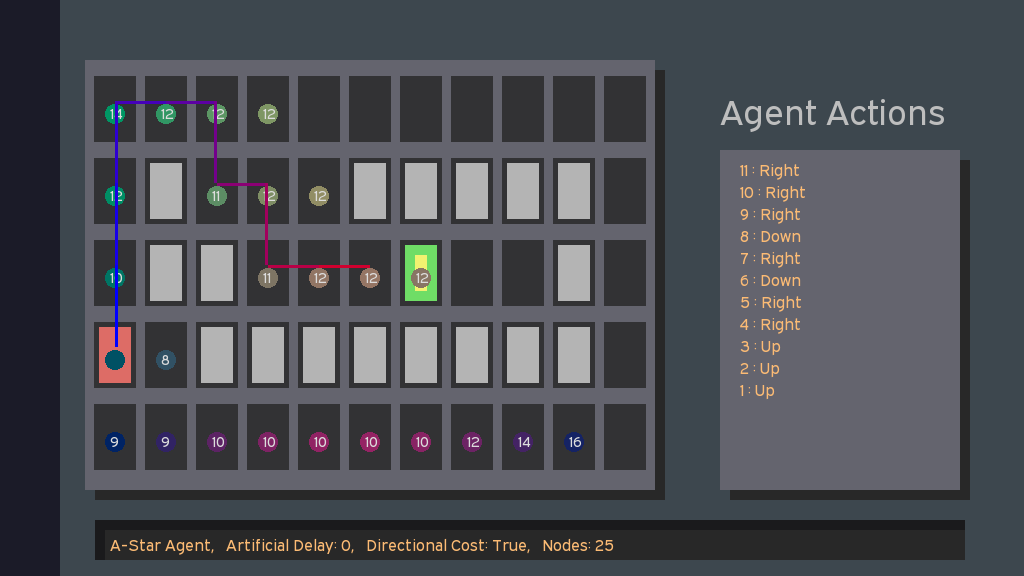 14 12 12 12
Agent Actions
11 : Right
10 : Right
12 11 12 12
9 : Right
8 : Down
7 : Right
10 11 12 12 12
6 : Down
5 : Right
4 : Right
3 : Up
8
2 : Up
1 : Up
9 9 10 10 10 10 10 12 14 16
A-Star Agent, Artificial Delay: 0, Directional Cost: True, Nodes: 25